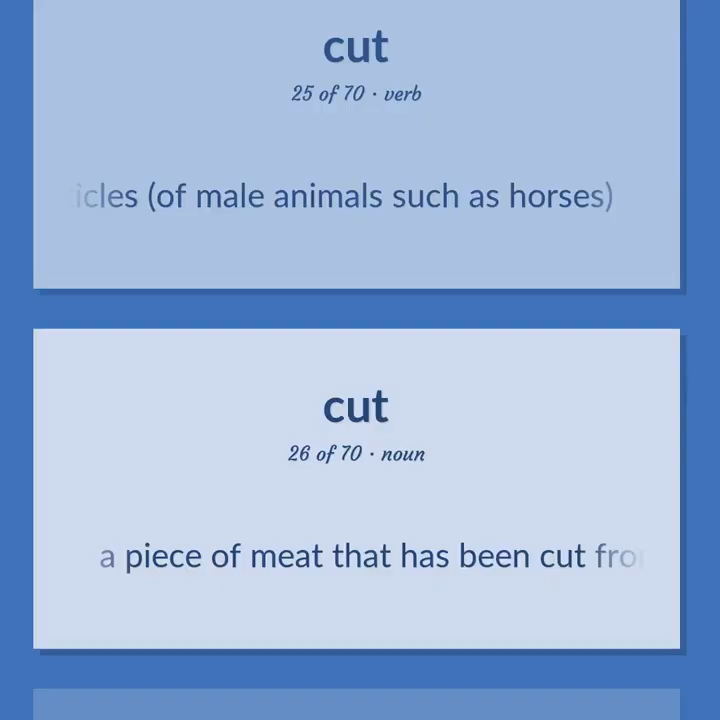 cut
25 of 70 · verb
icles (of male animals such as horses)
cut
26 of 70 · noun
a piece of meat that has been cut fro